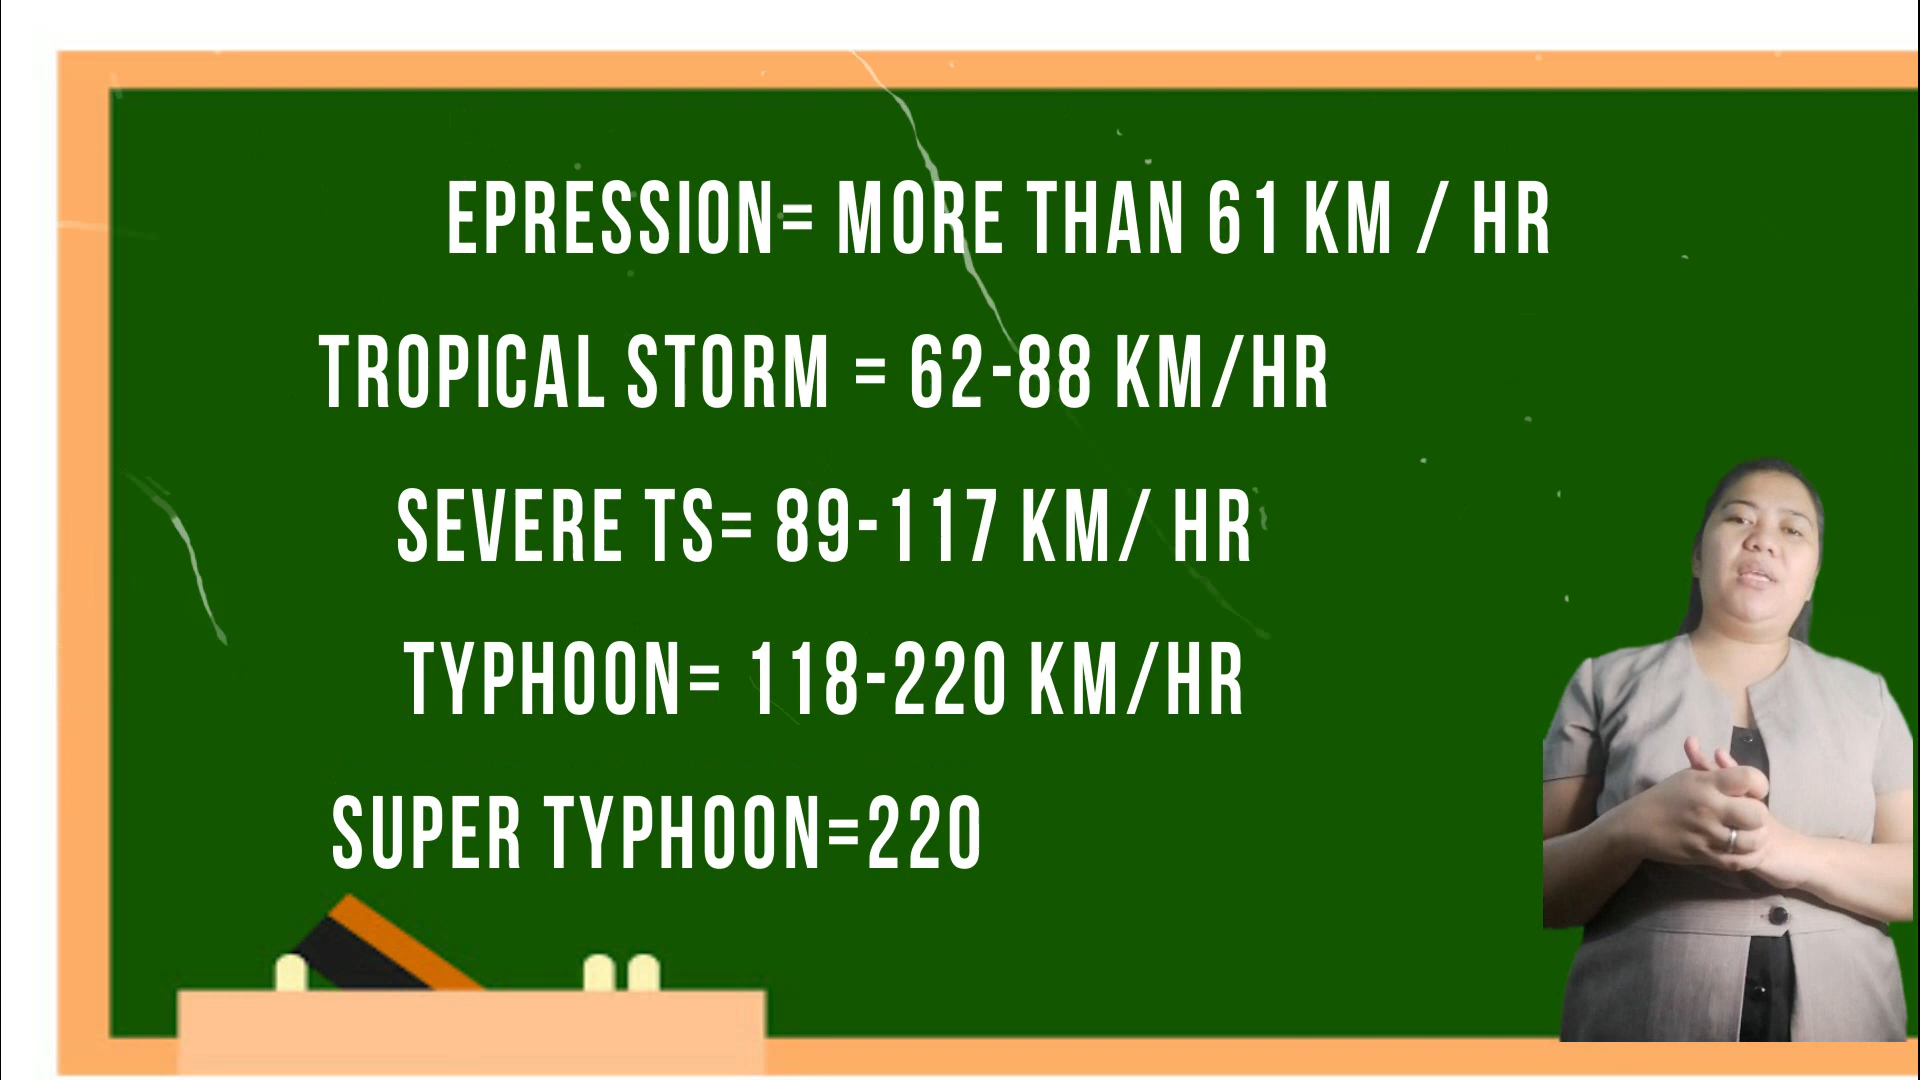 EPRESSION= MORE THAN 61 KM / HR
TROPICAL STORM = 62-88 KM/HR
SEVERE TS= 89-117 KM/ HR
TYPHOON= 118-220 KM/HR
SUPER TYPHOON=220